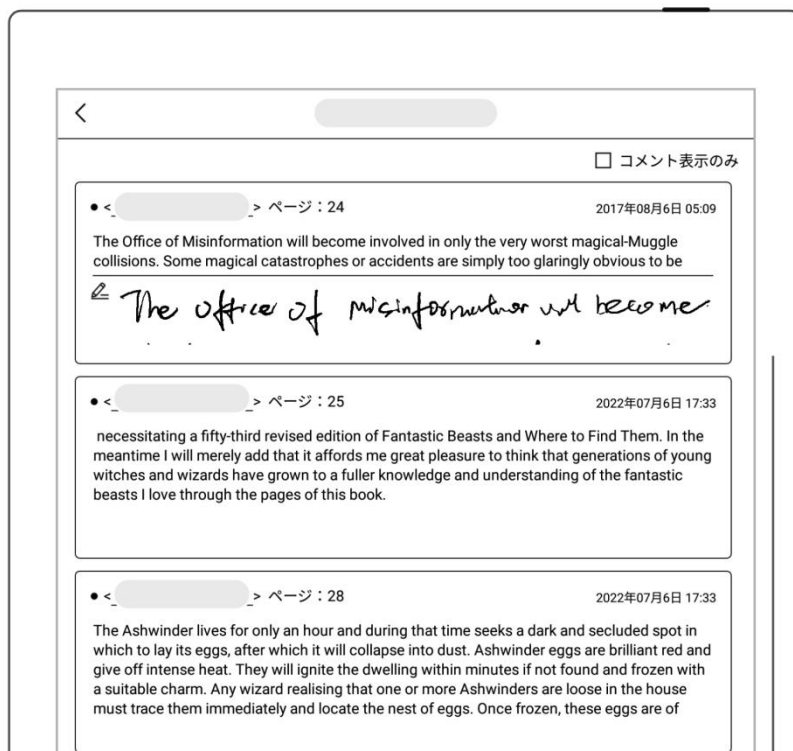 コメント表示のみ
● <_ _> ページ：24 2017年08月6日 05:09
The Office of Misinformation will become involved in only the very worst magical-Muggle
collisions. Some magical catastrophes or accidents are simply too glaringly obvious to be
The office of misinformation will become
● <_ _> ページ：25 2022年07月6日 17:33
necessitating a fifty-third revised edition of Fantastic Beasts and Where to Find Them. In the
meantime I will merely add that it affords me great pleasure to think that generations of young
witches and wizards have grown to a fuller knowledge and understanding of the fantastic
beasts I love through the pages of this book.
● <_ _> ページ：28 2022年07月6日 17:33
The Ashwinder lives for only an hour and during that time seeks a dark and secluded spot in
which to lay its eggs, after which it will collapse into dust. Ashwinder eggs are brilliant red and
give off intense heat. They will ignite the dwelling within minutes if not found and frozen with
a suitable charm. Any wizard realising that one or more Ashwinders are loose in the house
must trace them immediately and locate the nest of eggs. Once frozen, these eggs are of